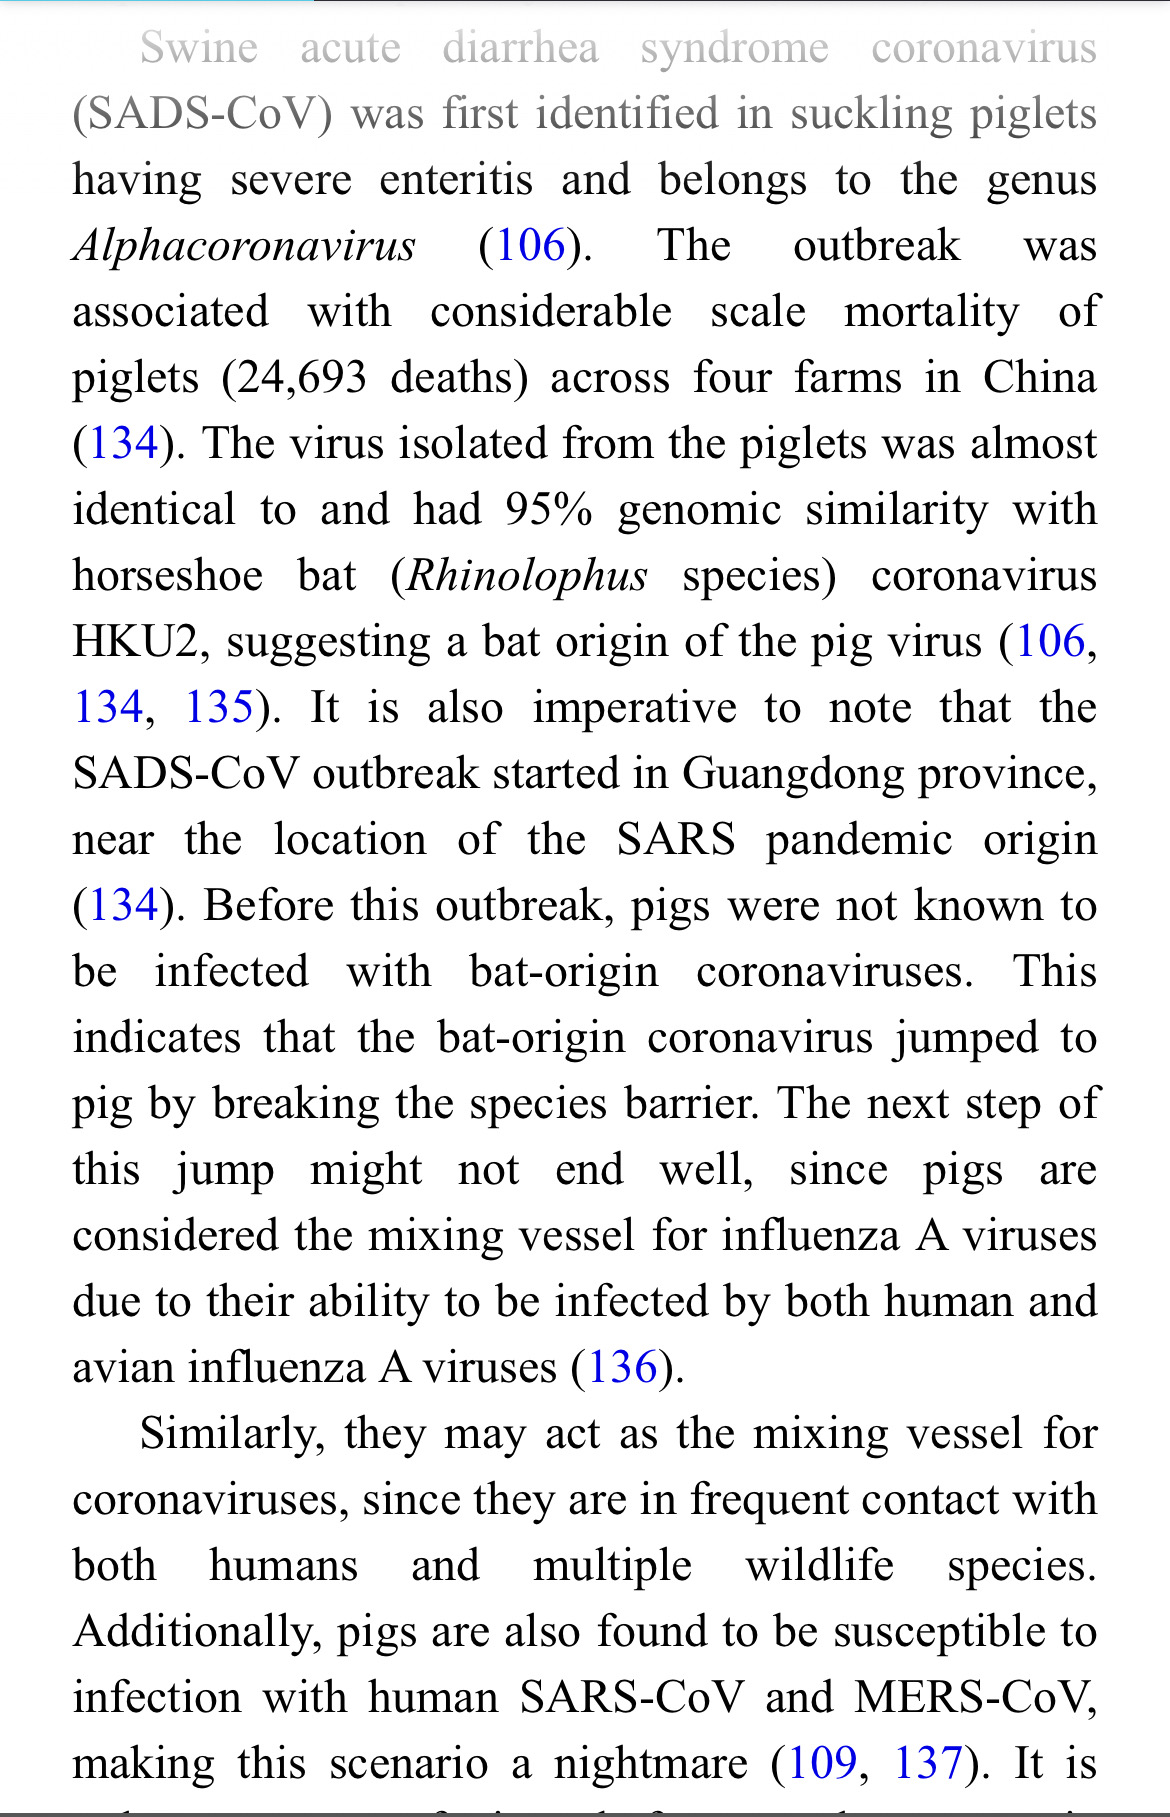 Swine acute diarrhea syndrome coronavirus
(SADS-CoV) was first identified in suckling piglets
having severe enteritis and belongs to the genus
Alphacoronavirus (106). The outbreak was
associated with considerable scale mortality of
piglets (24,693 deaths) across four farms in China
(134). The virus isolated from the piglets was almost
identical to and had 95% genomic similarity with
horseshoe bat (Rhinolophus species) coronavirus
HKU2, suggesting a bat origin of the pig virus (106,
134, 135). It is also imperative to note that the
SADS-CoV outbreak started in Guangdong province,
near the location of the SARS pandemic origin
(134). Before this outbreak, pigs were not known to
be infected with bat-origin coronaviruses. This
indicates that the bat-origin coronavirus jumped to
pig by breaking the species barrier. The next step of
this jump might not end well, since pigs are
considered the mixing vessel for influenza A viruses
due to their ability to be infected by both human and
avian influenza A viruses (136).
Similarly, they may act as the mixing vessel for
coronaviruses, since they are in frequent contact with
both humans and multiple wildlife species.
Additionally, pigs are also found to be susceptible to
infection with human SARS-CoV and MERS-CoV,
making this scenario a nightmare (109, 137). It is